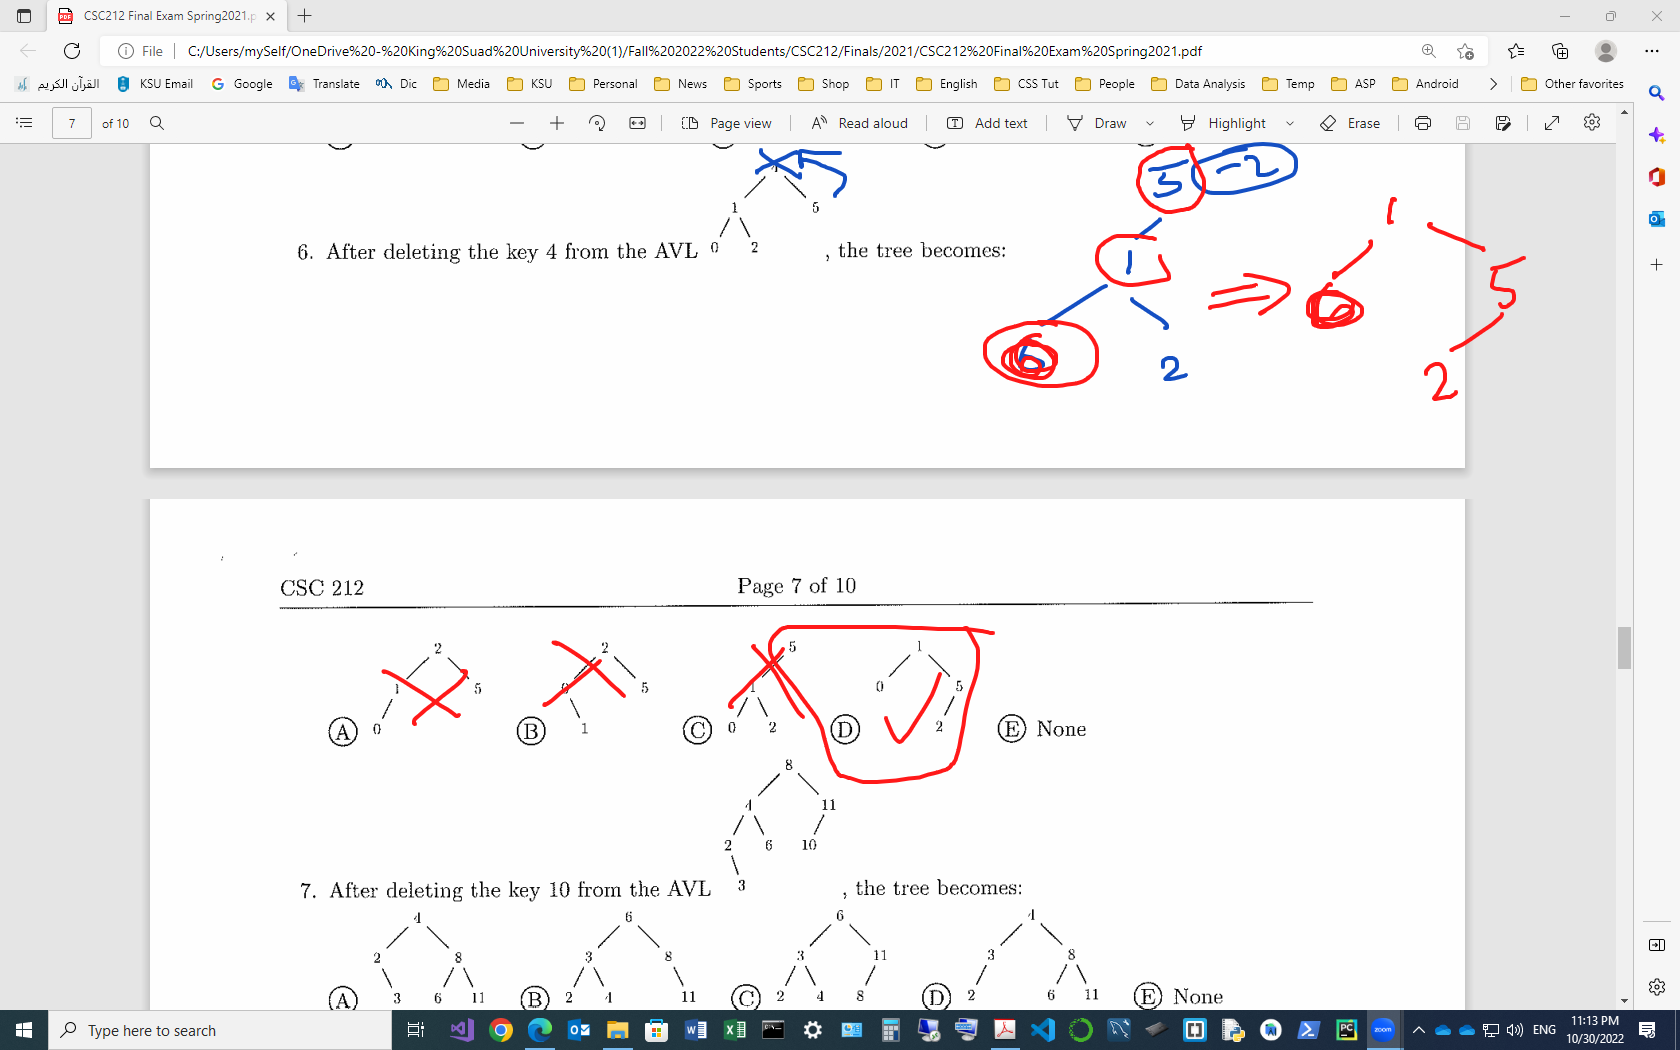 CSC212 Final Exam Spring2021.p
File C:/Users/mySelf/OneDrive%20-%20King%20Suad%20University%20(1)/Fall%202022%20Students/CSC212/Finals/2021/CSC212%20Final%20Exam%20Spring2021.pdf
القرآن الكريم KSU Email Google Translate Dic Media KSU Personal News Sports Shop IT English CSS Tut People Data Analysis Temp ASP Android Other favorites
7 of 10 Page view Read aloud Add text Draw Highlight Erase
5 -2
1 5
1
1
6. After deleting the key 4 from the AVL 0 2 , the tree becomes:
5
2
2
CSC 212 Page 7 of 10
2 2 5 1
1 5 0 5 1 0 5
A 0 B 1 C 0 2 D 2 E None
8
4 11
2 6 10
7. After deleting the key 10 from the AVL 3 , the tree becomes:
4 6 6 4
2 8 3 8 3 11 3 8
A 3 6 11 B 2 4 11 C 2 4 8 D 2 6 11 E None
Type here to search
zoom
ENG
11:13 PM
10/30/2022